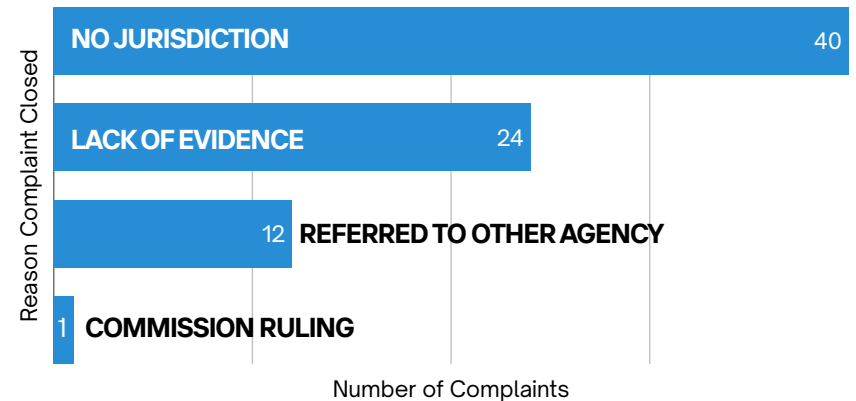 Reason Complaint Closed
NO JURISDICTION 40
LACK OF EVIDENCE 24
12 REFERRED TO OTHER AGENCY
1 COMMISSION RULING
Number of Complaints